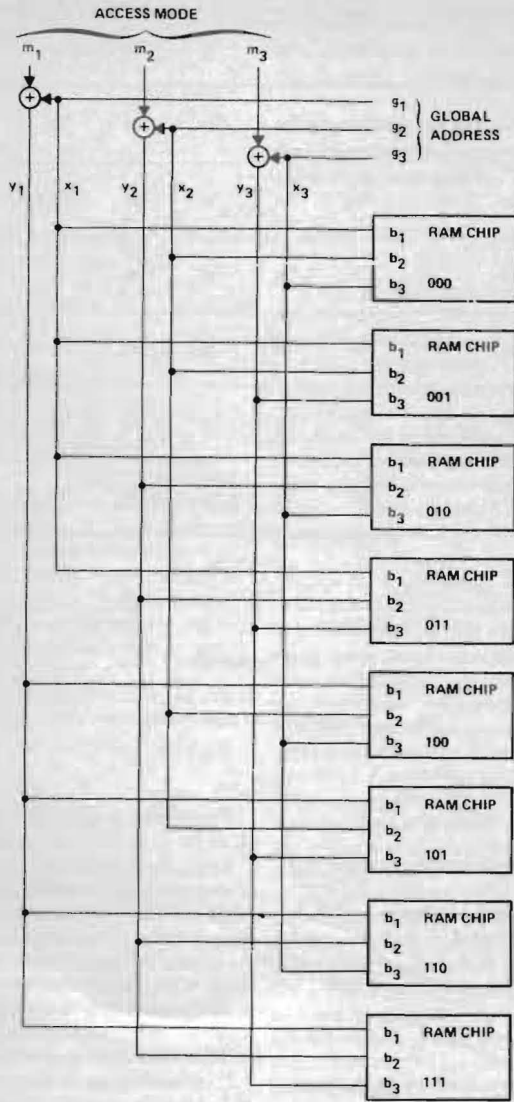 ACCESS MODE
m1 m2 m3
g1
g2
g3
GLOBAL
ADDRESS
y1 x1 y2 x2 y3 x3
b1 RAM CHIP
b2
b3 000
b1 RAM CHIP
b2
b3 001
b1 RAM CHIP
b2
b3 010
b1 RAM CHIP
b2
b3 011
b1 RAM CHIP
b2
b3 100
b1 RAM CHIP
b2
b3 101
b1 RAM CHIP
b2
b3 110
b1 RAM CHIP
b2
b3 111